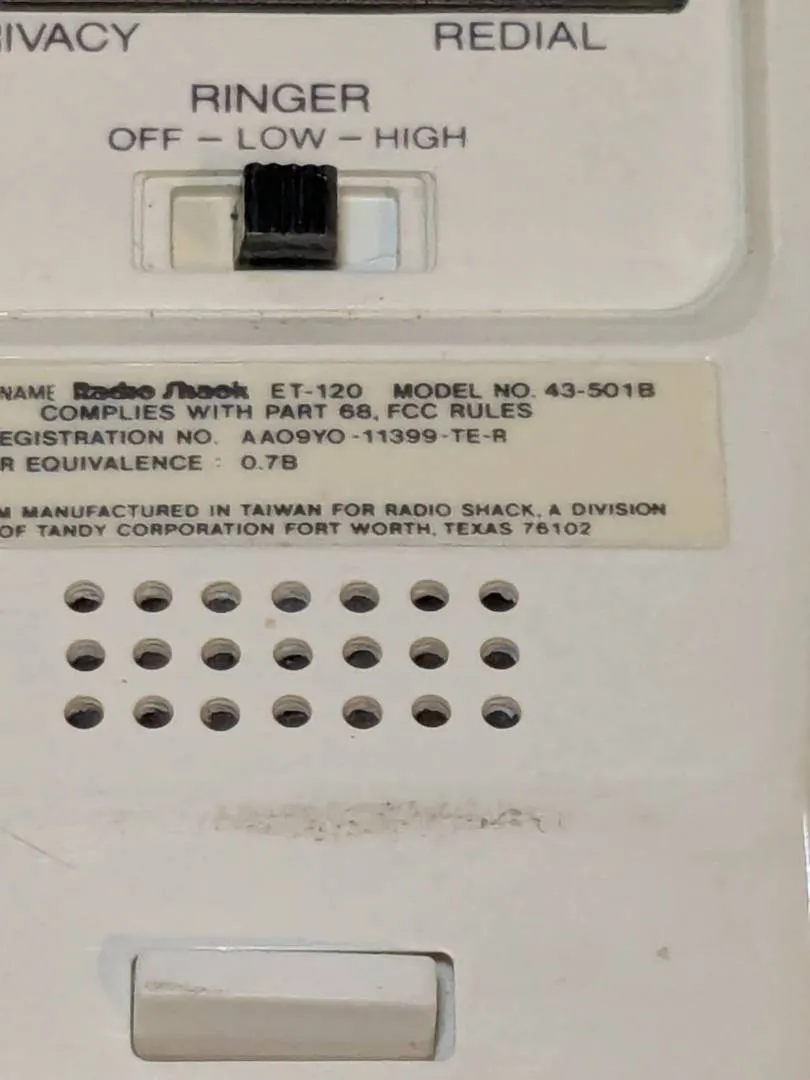 IVACY REDIAL
RINGER
OFF – LOW – HIGH
NAME Radio Shack ET-120 MODEL NO. 43-501B
COMPLIES WITH PART 68, FCC RULES
EGISTRATION NO. AAO9YO-11399-TE-R
R EQUIVALENCE : 0.7B
M MANUFACTURED IN TAIWAN FOR RADIO SHACK, A DIVISION
OF TANDY CORPORATION FORT WORTH, TEXAS 76102